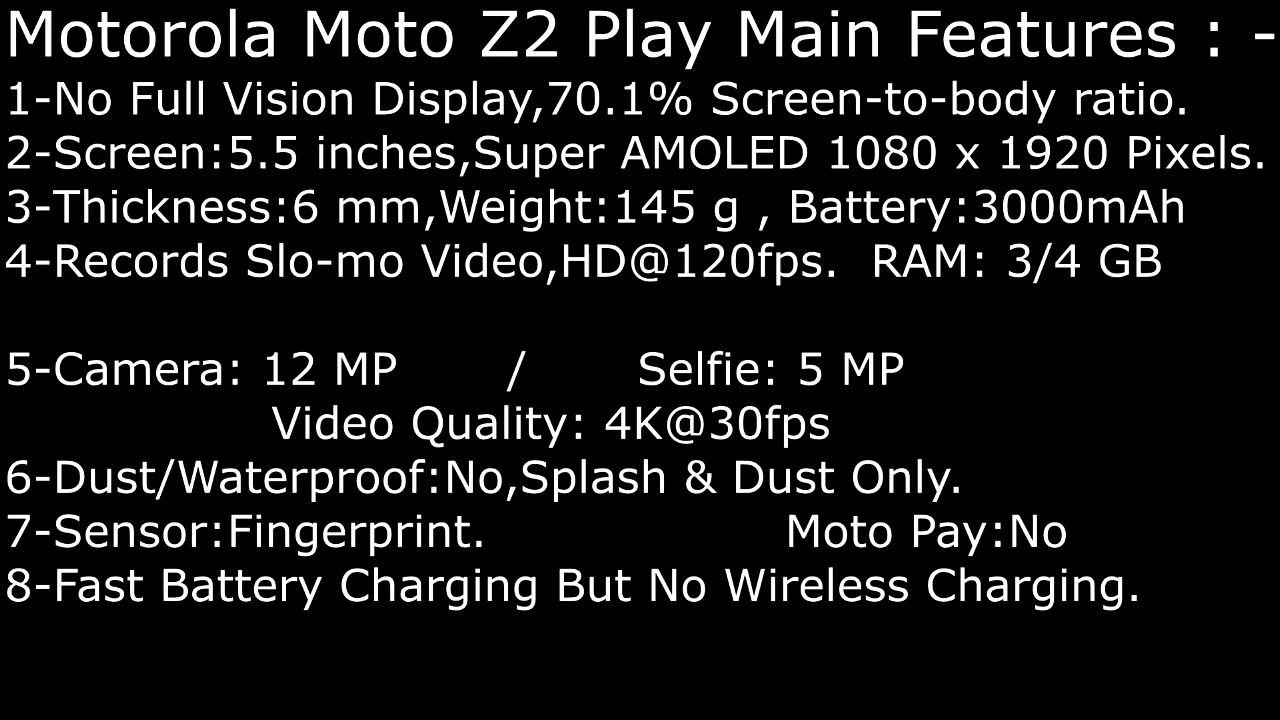 Motorola Moto Z2 Play Main Features : -
1-No Full Vision Display,70.1% Screen-to-body ratio.
2-Screen:5.5 inches,Super AMOLED 1080 x 1920 Pixels.
3-Thickness:6 mm,Weight:145 g , Battery:3000mAh
4-Records Slo-mo Video,HD@120fps. RAM: 3/4 GB
5-Camera: 12 MP / Selfie: 5 MP
Video Quality: 4K@30fps
6-Dust/Waterproof:No,Splash & Dust Only.
7-Sensor:Fingerprint. Moto Pay:No
8-Fast Battery Charging But No Wireless Charging.